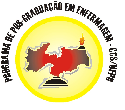 PROGRAMA DE PÓS-GRADUAÇÃO EM ENFERMAGEM - CCS/UFPB